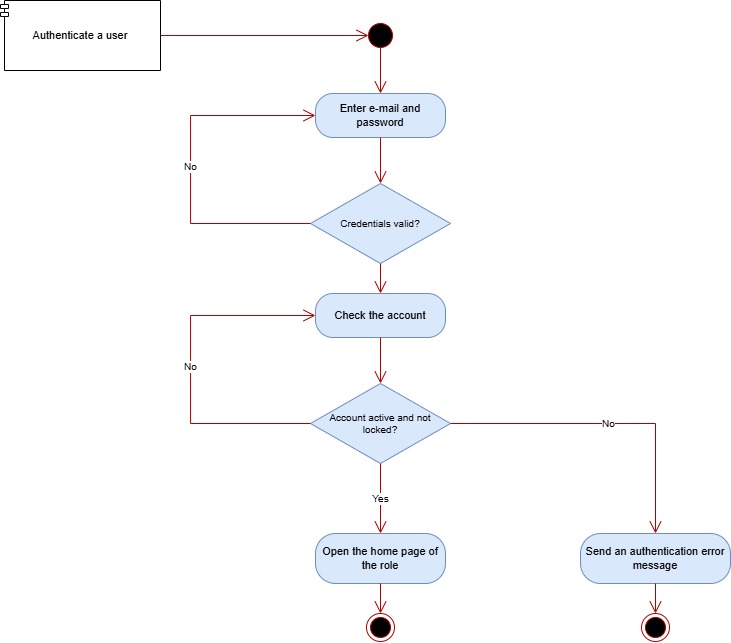 Authenticate a user
Enter e-mail and
password
No
Credentials valid?
Check the account
No
Account active and not
locked?
No
Yes
Open the home page of
the role
Send an authentication error
message